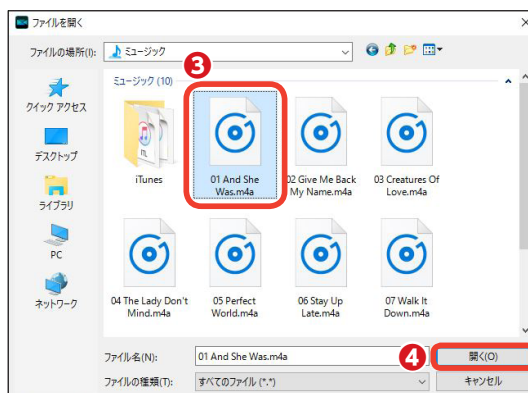 ファイルを開く
ファイルの場所(I):
ミュージック
3
ミュージック (10)
クイック アクセス
デスクトップ
ライブラリ
PC
ネットワーク
iTunes
01 And She
Was.m4a
02 Give Me Back
My Name.m4a
03 Creatures Of
Love.m4a
04 The Lady Don't
Mind.m4a
05 Perfect
World.m4a
06 Stay Up
Late.m4a
07 Walk It
Down.m4a
ファイル名(N):
01 And She Was.m4a
4
開く(O)
ファイルの種類(T):
すべてのファイル (*.*)
キャンセル